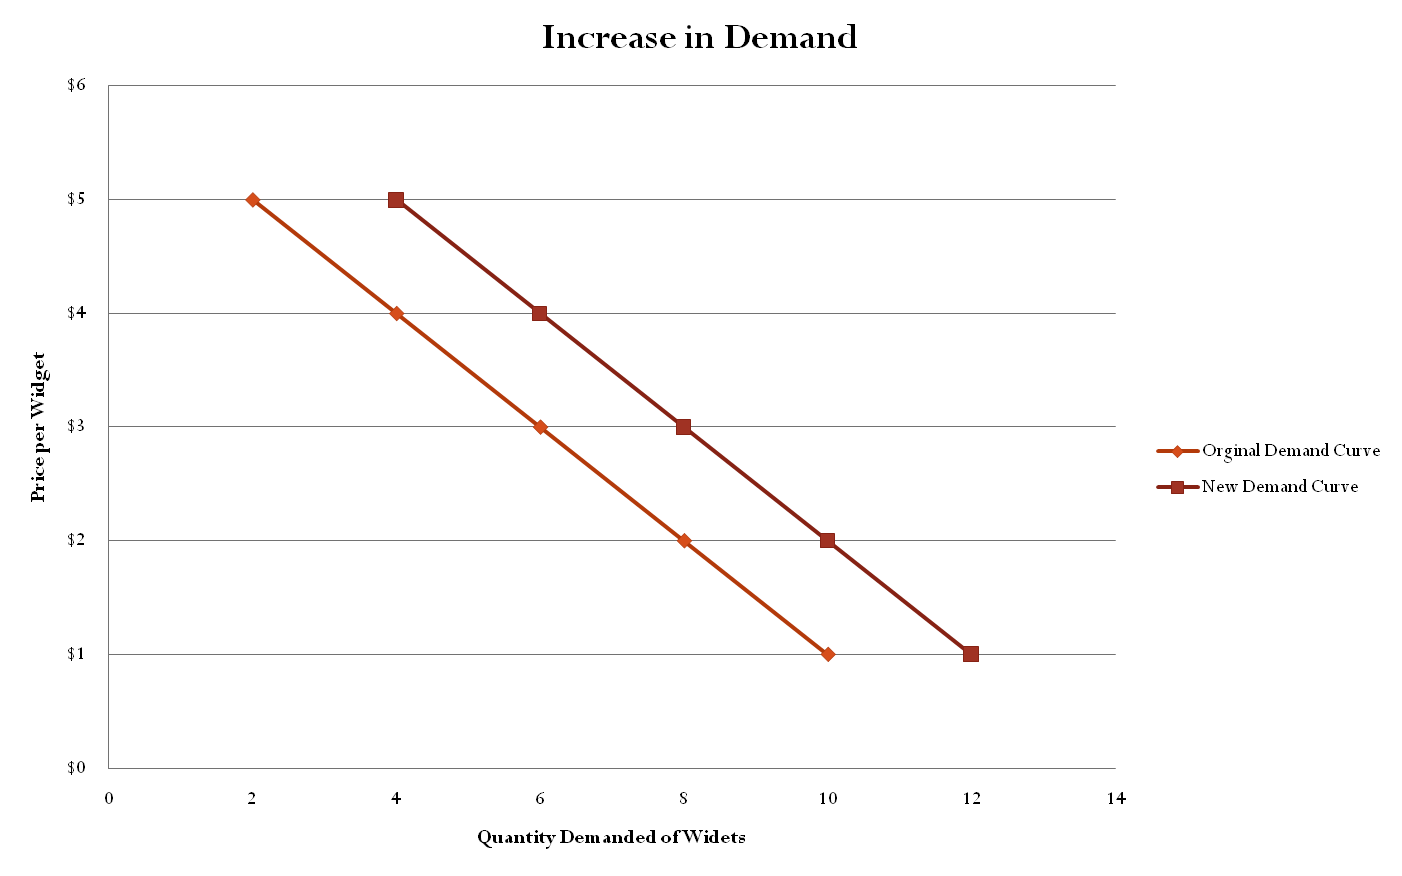 Increase in Demand
$6
$5
$4
$3
$2
$1
$0
Price per Widget
0 2 4 6 8 10 12 14
Quantity Demanded of Widets
Orginal Demand Curve
New Demand Curve